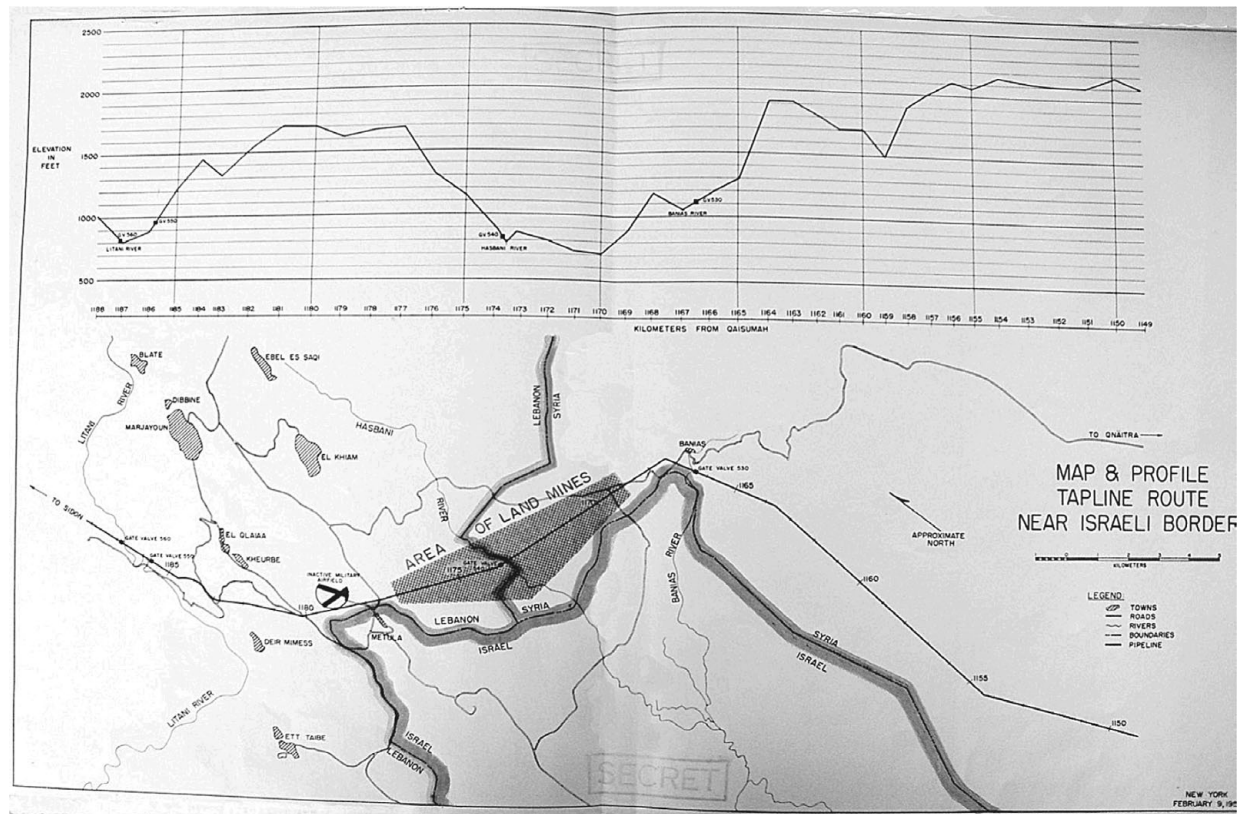 SECRET
2500
2000
1500
1000
500
ELEVATION
IN
FEET
GV 560
LITANI RIVER
GV 550
GV 540
HASBANI RIVER
BANIAS RIVER
GV 530
1188 1187 1186 1185 1184 1183 1182 1181 1180 1179 1178 1177 1176 1175 1174 1173 1172 1171 1170 1169 1168 1167 1166 1165 1164 1163 1162 1161 1160 1159 1158 1157 1156 1155 1154 1153 1152 1151 1150 1149
KILOMETERS FROM QAISUMAH
BLATE
EBEL ES SAQI
LITANI RIVER
DIBBINE
MARJAYOUN
HASBANI RIVER
EL KHIAM
LEBANON
SYRIA
BANIAS
GATE VALVE 530
TO QNAITRA
1165
MAP & PROFILE
TAPLINE ROUTE
NEAR ISRAELI BORDER
APPROXIMATE
NORTH
0
KILOMETERS
TO SIDON
GATE VALVE 560
GATE VALVE 550
1185
EL QLAIAA
KHEURBE
AREA OF LAND MINES
1170
GATE VALVE
540
1175
INACTIVE MILITARY
AIRFIELD
1180
METULA
LEBANON
ISRAEL
SYRIA
BANIAS RIVER
1160
LEGEND:
TOWNS
ROADS
RIVERS
BOUNDARIES
PIPELINE
DEIR MIMESS
SYRIA
ISRAEL
1155
LITANI RIVER
ETT TAIBE
ISRAEL
LEBANON
1150
SECRET
NEW YORK
FEBRUARY 9, 195